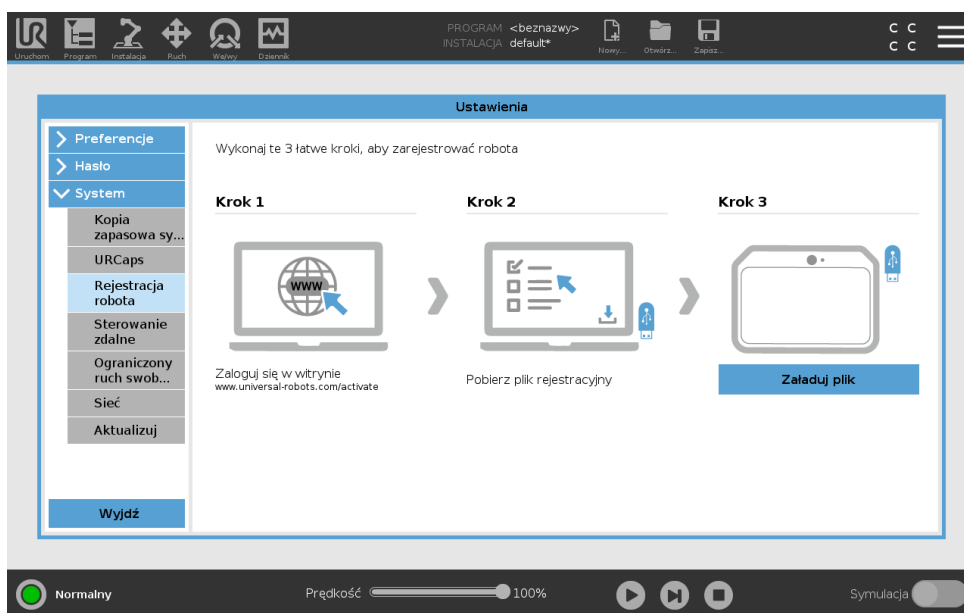 PROGRAM <beznazwy>
INSTALACJA default*
C C
C C
Uruchom Program Instalacja Ruch We/wy Dziennik Nowy... Otwórz... Zapisz...
Ustawienia
Preferencje
Hasło
System
Kopia
zapasowa sy...
URCaps
Rejestracja
robota
Sterowanie
zdalne
Ograniczony
ruch swob...
Sieć
Aktualizuj
Wyjdź
Wykonaj te 3 łatwe kroki, aby zarejestrować robota
Krok 1
WWW
Zaloguj się w witrynie
www.universal-robots.com/activate
Krok 2
Pobierz plik rejestracyjny
Krok 3
Załaduj plik
Normalny
Prędkość 100%
Symulacja